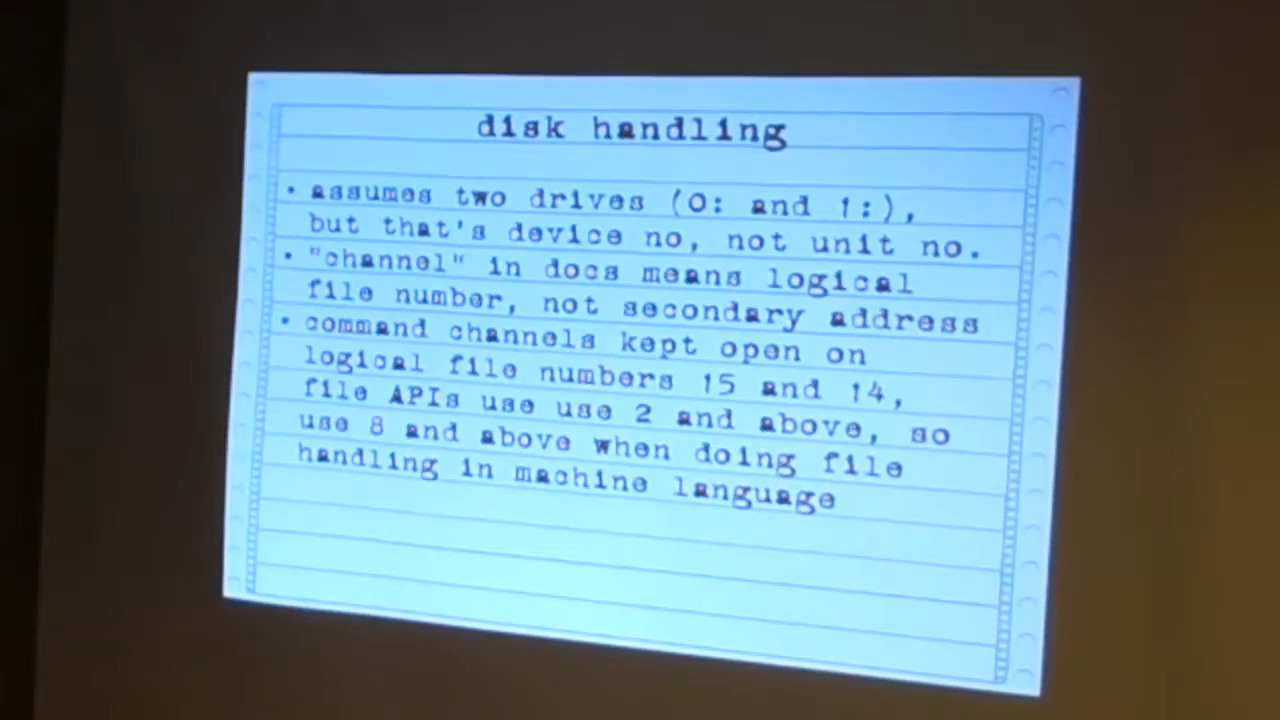 disk handling
• assumes two drives (0: and 1:),
but that's device no, not unit no.
• "channel" in docs means logical
file number, not secondary address
• command channels kept open on
logical file numbers 15 and 14,
file APIs use use 2 and above, so
use 8 and above when doing file
handling in machine language